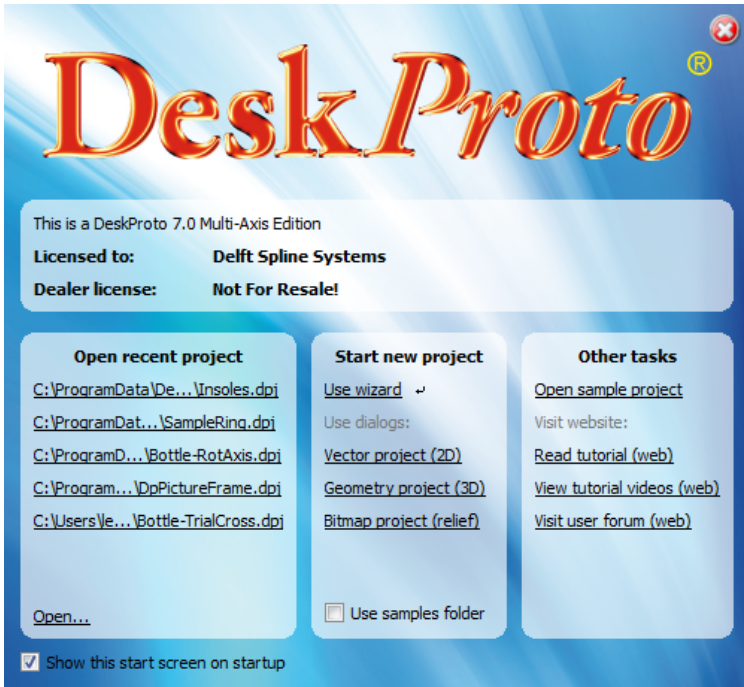 DeskProto®
This is a DeskProto 7.0 Multi-Axis Edition
Licensed to: Delft Spline Systems
Dealer license: Not For Resale!
Open recent project
C:\ProgramData\De...\Insoles.dpj
C:\ProgramDat...\SampleRing.dpj
C:\ProgramD...\Bottle-RotAxis.dpj
C:\Program...\DpPictureFrame.dpj
C:\Users\le...\Bottle-TrialCross.dpj
Open...
Start new project
Use wizard ↵
Use dialogs:
Vector project (2D)
Geometry project (3D)
Bitmap project (relief)
Use samples folder
Other tasks
Open sample project
Visit website:
Read tutorial (web)
View tutorial videos (web)
Visit user forum (web)
Show this start screen on startup